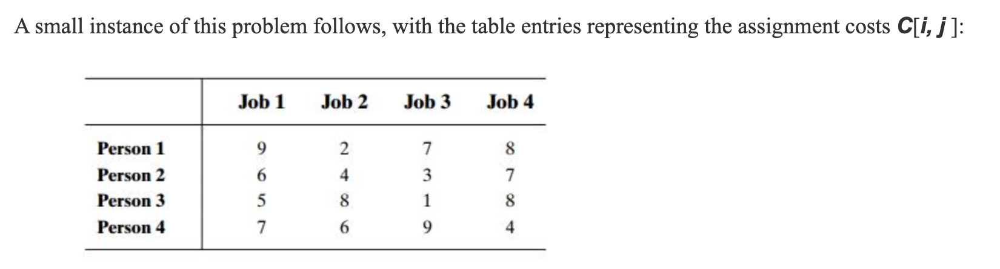 A small instance of this problem follows, with the table entries representing the assignment costs C[i, j ]:
Job 1 Job 2 Job 3 Job 4
Person 1 9 2 7 8
Person 2 6 4 3 7
Person 3 5 8 1 8
Person 4 7 6 9 4